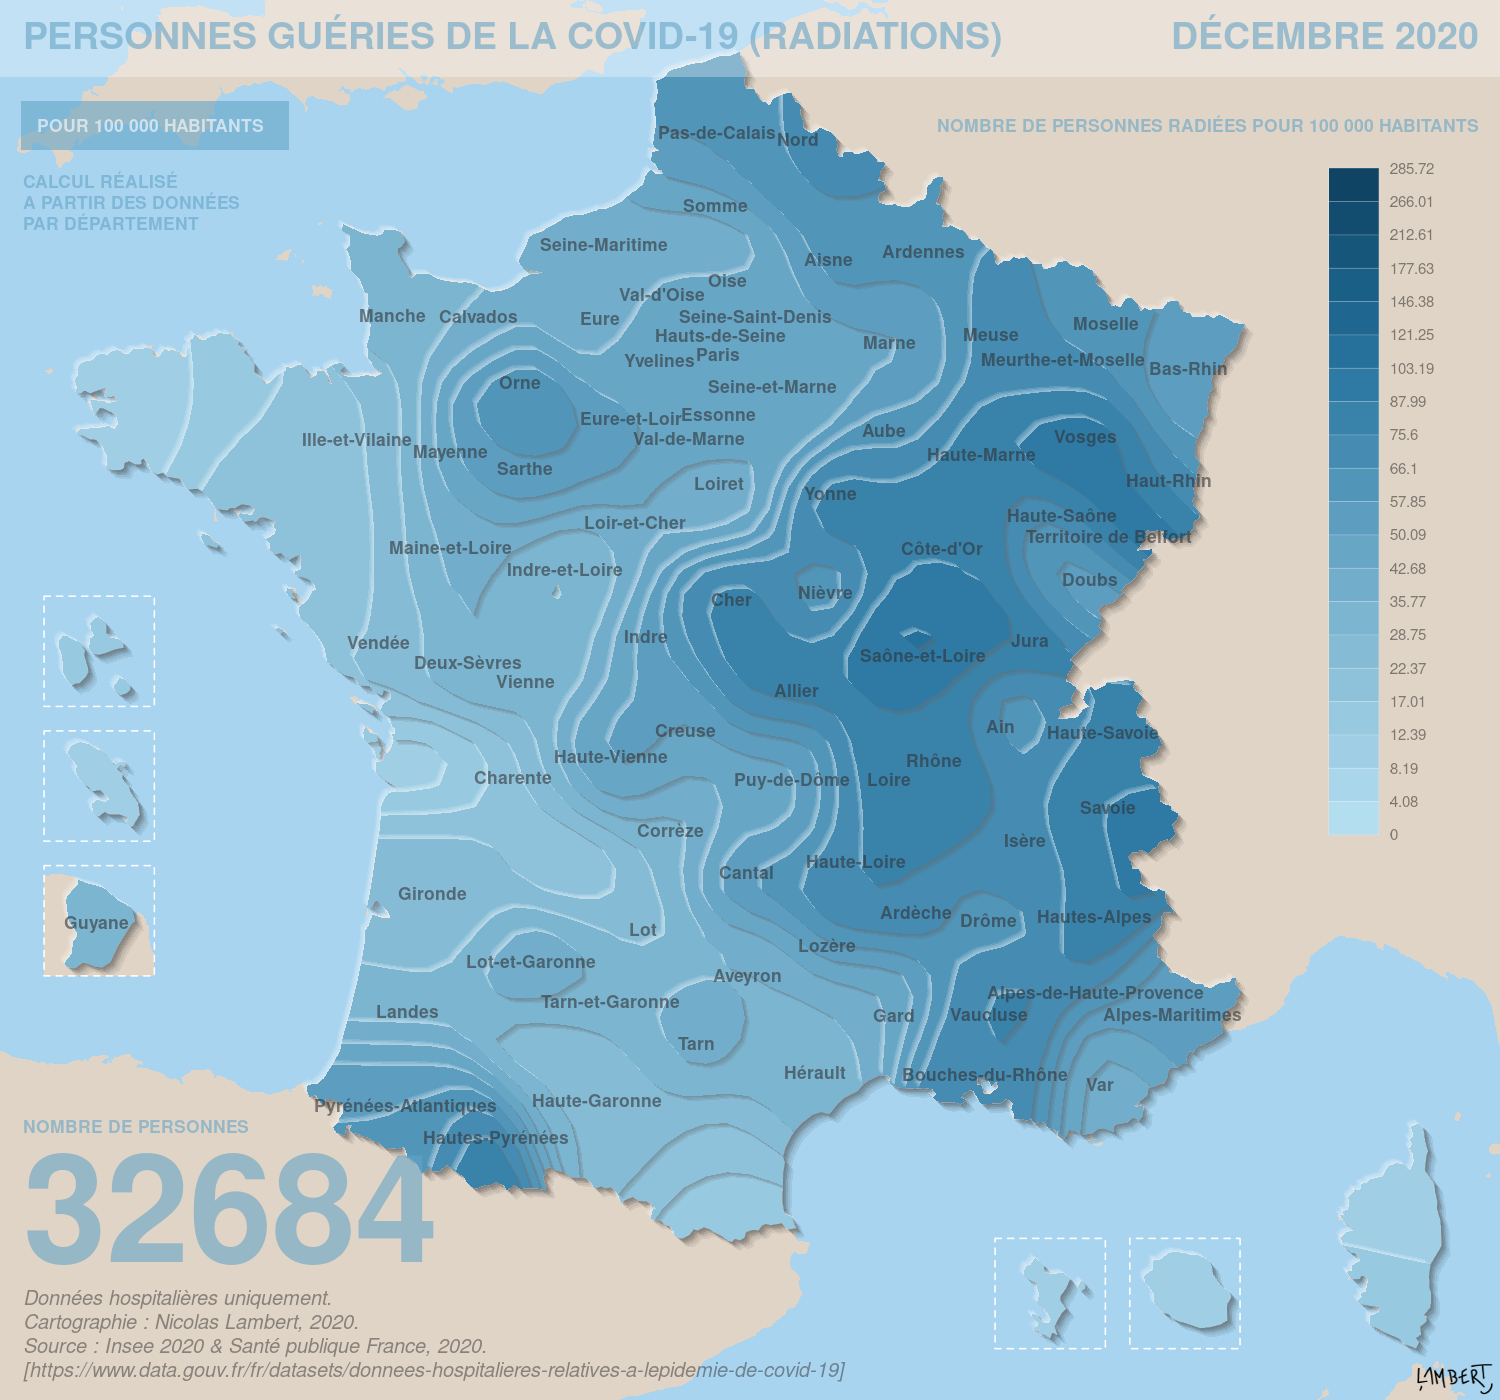 PERSONNES GUÉRIES DE LA COVID-19 (RADIATIONS)
DÉCEMBRE 2020
POUR 100 000 HABITANTS
CALCUL RÉALISÉ
A PARTIR DES DONNÉES
PAR DÉPARTEMENT
NOMBRE DE PERSONNES RADIÉES POUR 100 000 HABITANTS
285.72
266.01
212.61
177.63
146.38
121.25
103.19
87.99
75.6
66.1
57.85
50.09
42.68
35.77
28.75
22.37
17.01
12.39
8.19
4.08
0
Pas-de-Calais
Nord
Somme
Seine-Maritime
Aisne
Ardennes
Oise
Val-d'Oise
Manche
Calvados
Eure
Seine-Saint-Denis
Hauts-de-Seine
Marne
Meuse
Moselle
Yvelines
Paris
Meurthe-et-Moselle
Bas-Rhin
Orne
Seine-et-Marne
Eure-et-Loir
Essonne
Ille-et-Vilaine
Mayenne
Val-de-Marne
Aube
Vosges
Haute-Marne
Sarthe
Loiret
Yonne
Haut-Rhin
Loir-et-Cher
Haute-Saône
Territoire de Belfort
Maine-et-Loire
Côte-d'Or
Indre-et-Loire
Doubs
Cher
Nièvre
Vendée
Indre
Jura
Saône-et-Loire
Deux-Sèvres
Vienne
Allier
Creuse
Ain
Haute-Savoie
Haute-Vienne
Rhône
Charente
Puy-de-Dôme
Loire
Savoie
Corrèze
Isère
Haute-Loire
Cantal
Gironde
Ardèche
Drôme
Hautes-Alpes
Guyane
Lot
Lozère
Lot-et-Garonne
Aveyron
Tarn-et-Garonne
Alpes-de-Haute-Provence
Landes
Gard
Vaucluse
Alpes-Maritimes
Tarn
Hérault
Bouches-du-Rhône
Var
Pyrénées-Atlantiques
Haute-Garonne
Hautes-Pyrénées
NOMBRE DE PERSONNES
32684
Données hospitalières uniquement.
Cartographie : Nicolas Lambert, 2020.
Source : Insee 2020 & Santé publique France, 2020.
[https://www.data.gouv.fr/fr/datasets/donnees-hospitalieres-relatives-a-lepidemie-de-covid-19]
LAMBERT